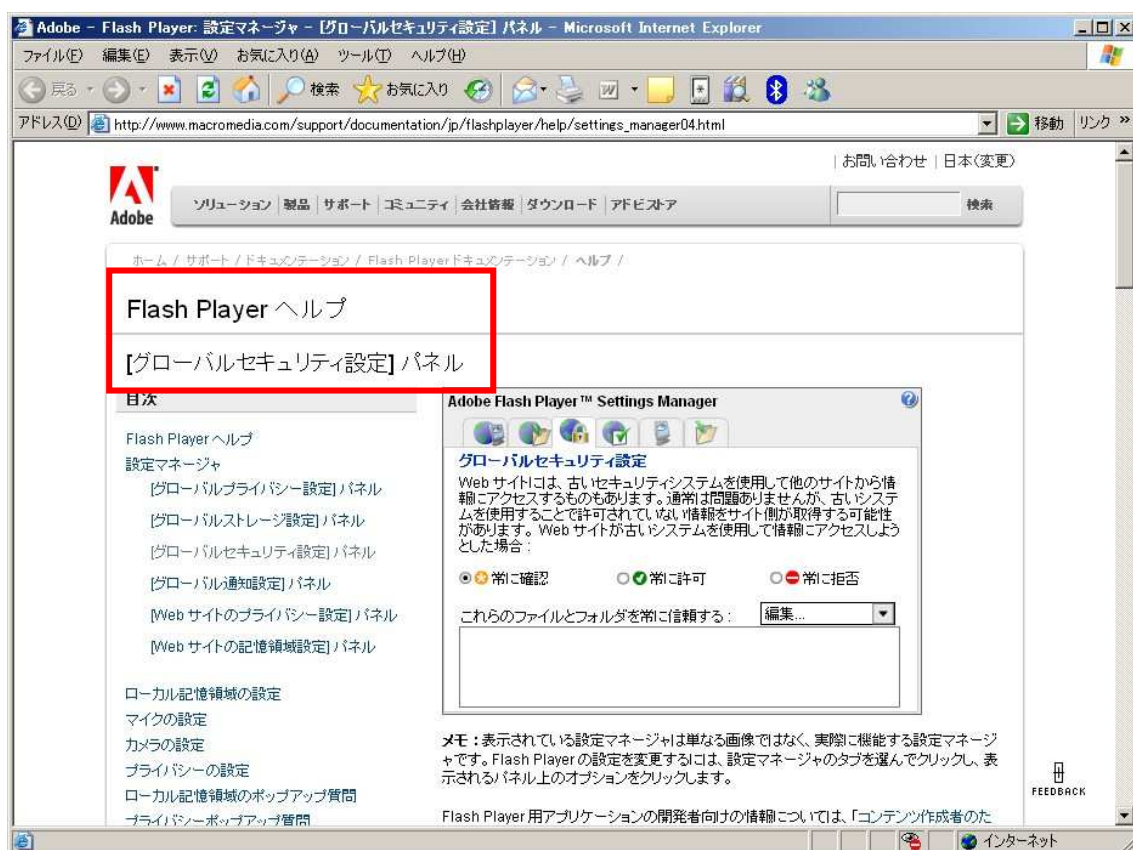 Adobe - Flash Player: 設定マネージャ - [グローバルセキュリティ設定] パネル - Microsoft Internet Explorer
ファイル(F) 編集(E) 表示(V) お気に入り(A) ツール(T) ヘルプ(H)
戻る 検索 お気に入り
アドレス(D) http://www.macromedia.com/support/documentation/jp/flashplayer/help/settings_manager04.html 移動 リンク »
| お問い合わせ | 日本(変更)
Adobe
ソリューション | 製品 | サポート | コミュニティ | 会社情報 | ダウンロード | アドビストア 検索
ホーム / サポート / ドキュメンテーション / Flash Playerドキュメンテーション / ヘルプ /
Flash Player ヘルプ
[グローバルセキュリティ設定] パネル
目次
Flash Player ヘルプ
設定マネージャ
[グローバルプライバシー設定] パネル
[グローバルストレージ設定] パネル
[グローバルセキュリティ設定] パネル
[グローバル通知設定] パネル
[Web サイトのプライバシー設定] パネル
[Web サイトの記憶領域設定] パネル
ローカル記憶領域の設定
マイクの設定
カメラの設定
プライバシーの設定
ローカル記憶領域のポップアップ質問
プライバシーポップアップ質問
Adobe Flash Player™ Settings Manager
グローバルセキュリティ設定
Web サイトには、古いセキュリティシステムを使用して他のサイトから情
報にアクセスするものもあります。通常は問題ありませんが、古いシステ
ムを使用することで許可されていない情報をサイト側が取得する可能性
があります。Web サイトが古いシステムを使用して情報にアクセスしよう
とした場合 :
常に確認 常に許可 常に拒否
これらのファイルとフォルダを常に信頼する : 編集...
メモ : 表示されている設定マネージャは単なる画像ではなく、実際に機能する設定マネージ
ャです。Flash Player の設定を変更するには、設定マネージャのタブを選んでクリックし、表
示されるパネル上のオプションをクリックします。
Flash Player 用アプリケーションの開発者向けの情報については、「コンテンツ作成者のた
FEEDBACK
インターネット